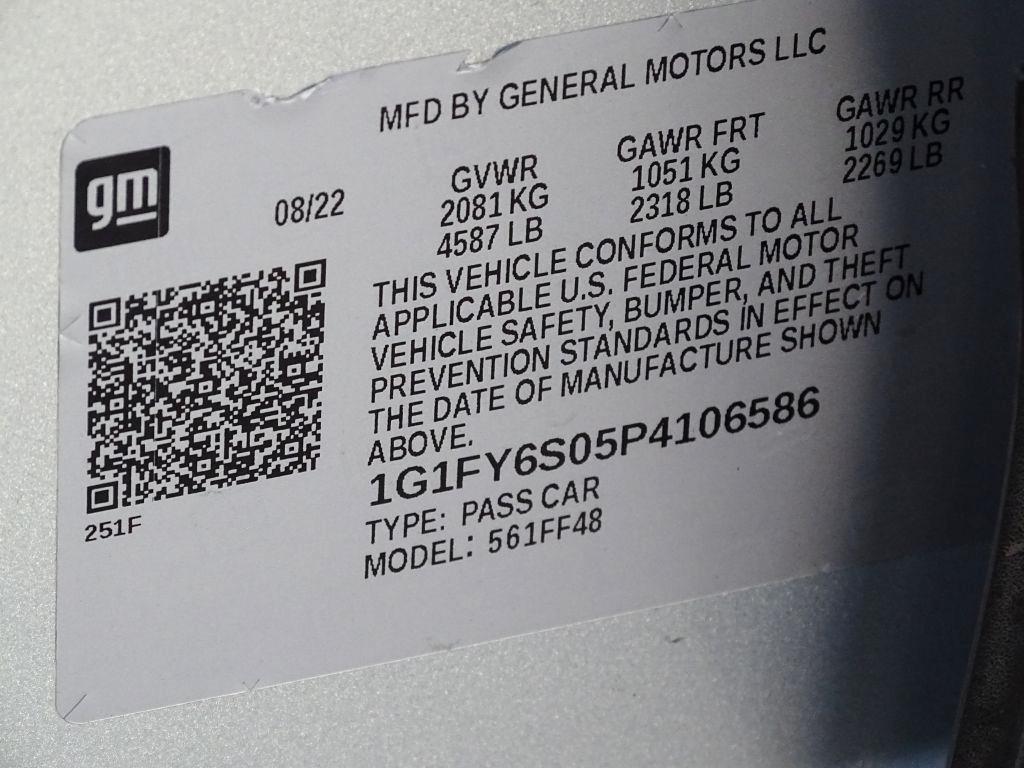 MFD BY GENERAL MOTORS LLC
gm
08/22
GVWR
2081 KG
4587 LB
GAWR FRT
1051 KG
2318 LB
GAWR RR
1029 KG
2269 LB
THIS VEHICLE CONFORMS TO ALL
APPLICABLE U.S. FEDERAL MOTOR
VEHICLE SAFETY, BUMPER, AND THEFT
PREVENTION STANDARDS IN EFFECT ON
THE DATE OF MANUFACTURE SHOWN
ABOVE.
1G1FY6S05P4106586
TYPE: PASS CAR
MODEL: 561FF48
251F